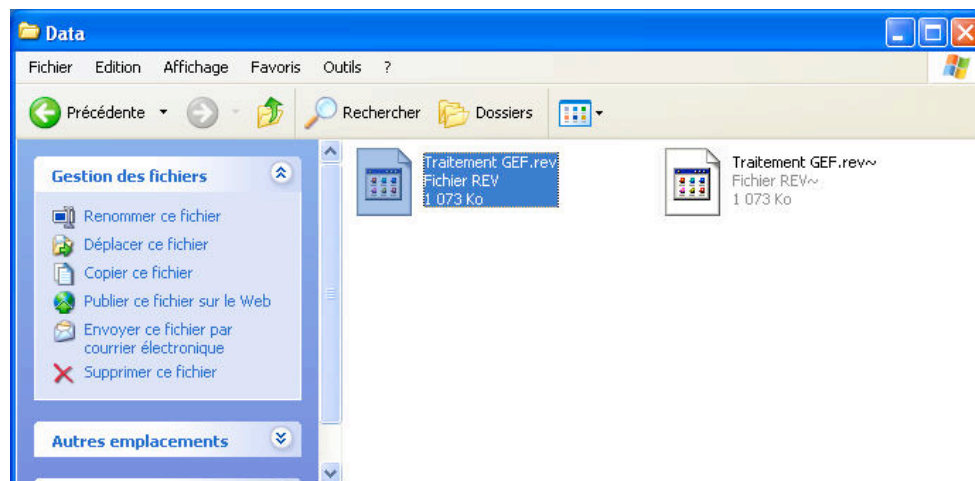 Data
Fichier Edition Affichage Favoris Outils ?
Précédente Rechercher Dossiers
Gestion des fichiers
Renommer ce fichier
Déplacer ce fichier
Copier ce fichier
Publier ce fichier sur le Web
Envoyer ce fichier par
courrier électronique
Supprimer ce fichier
Autres emplacements
Traitement GEF.rev
Fichier REV
1 073 Ko
Traitement GEF.rev~
Fichier REV~
1 073 Ko